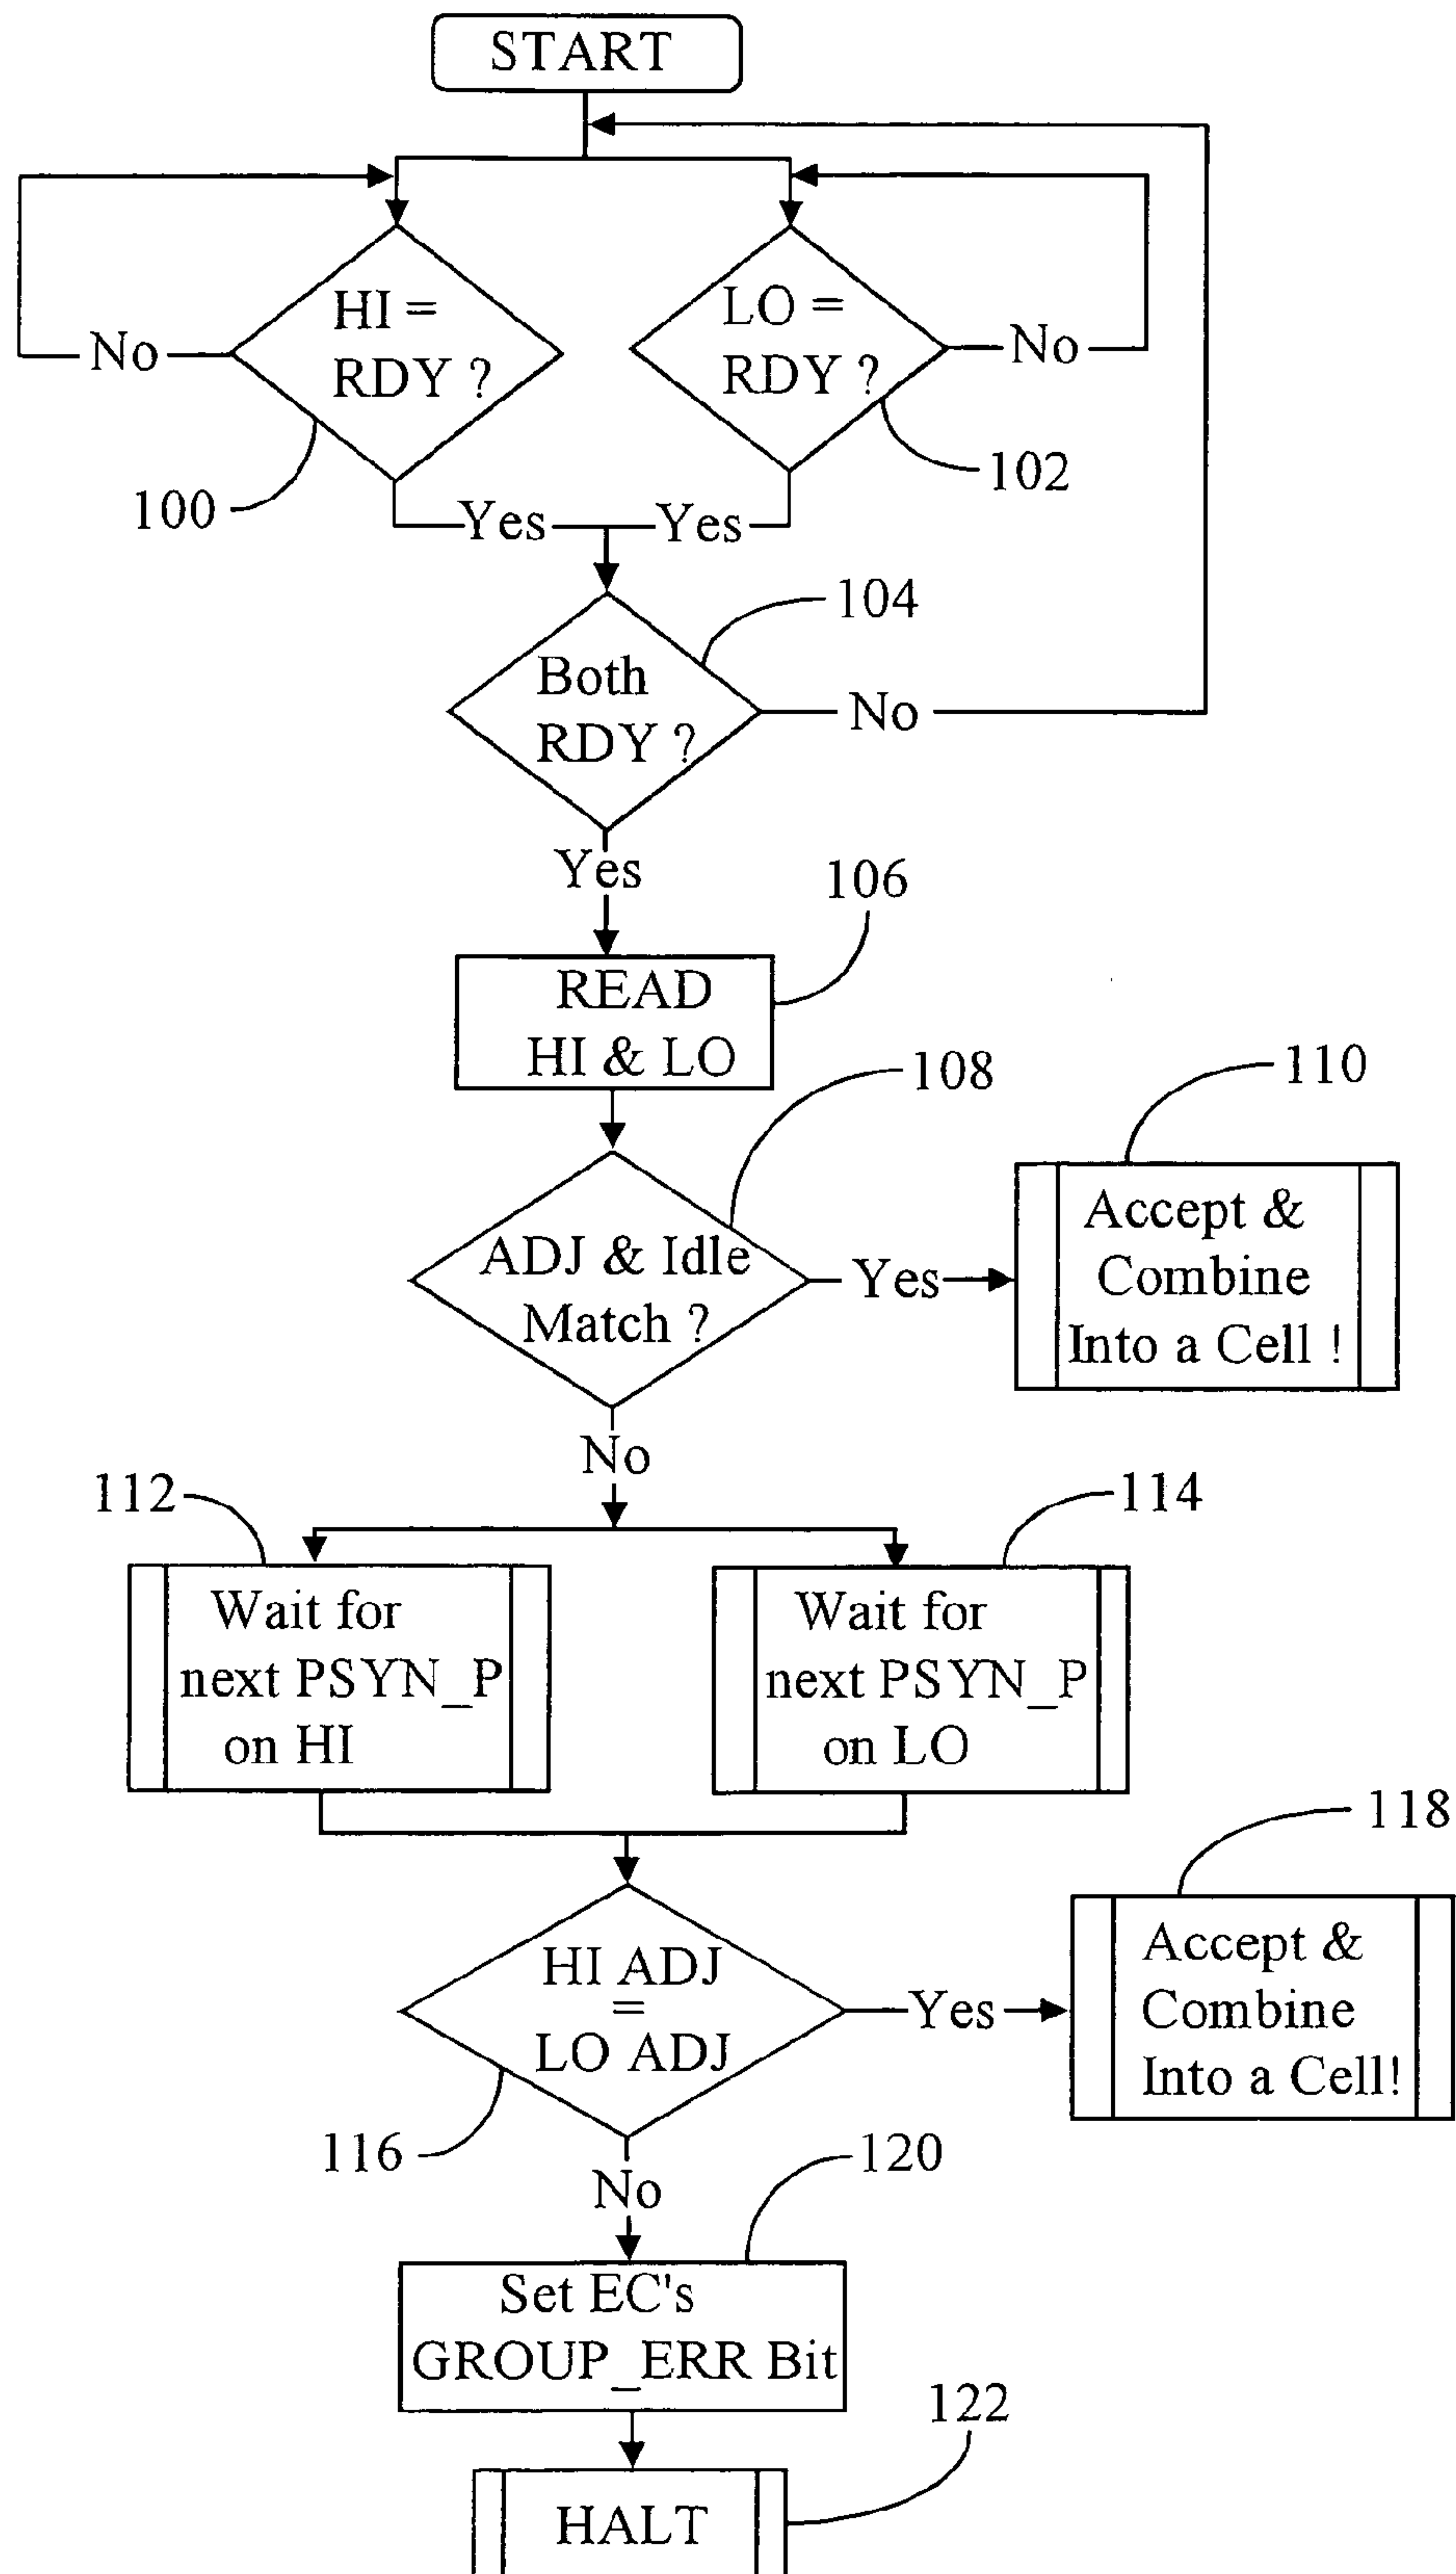 START
HI =
RDY ?
No
LO =
RDY ?
No
100
102
Yes
Yes
104
Both
RDY ?
No
Yes
106
READ
HI & LO
108
110
ADJ & Idle
Match ?
Yes
Accept &
Combine
Into a Cell !
No
112
114
Wait for
next PSYN_P
on HI
Wait for
next PSYN_P
on LO
118
HI ADJ
=
LO ADJ
Yes
Accept &
Combine
Into a Cell!
116
No
120
Set EC's
GROUP_ERR Bit
122
HALT